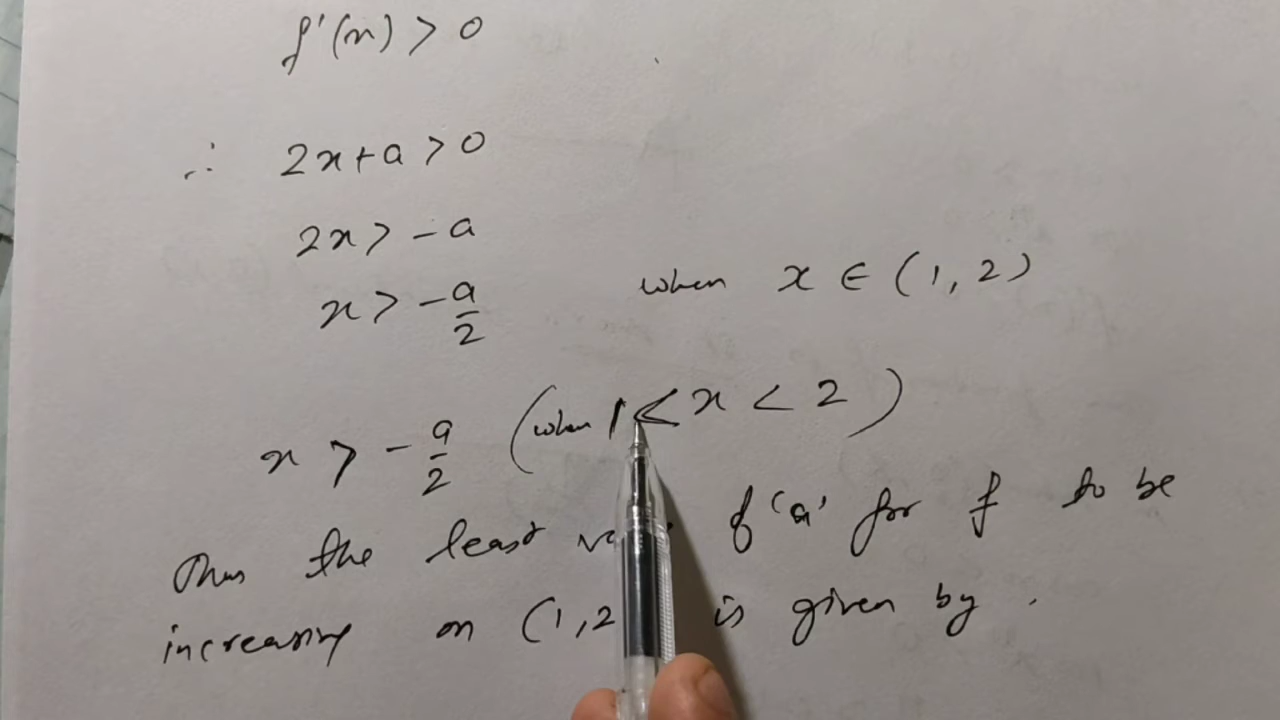 f'(x) > 0
∴ 2x+a > 0
2x > -a
x > -a/2 when x ∈ (1, 2)
x > -a/2 (when 1 < x < 2)
Thus the least of 'a' for f to be
increasing on (1,2 is given by .